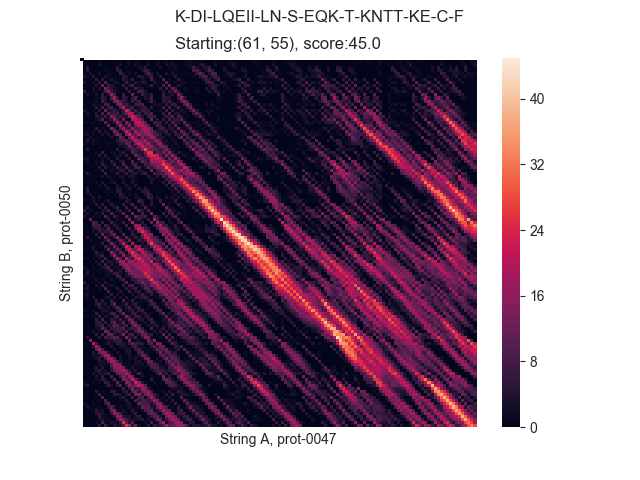 K-DI-LQEII-LN-S-EQK-T-KNTT-KE-C-F
Starting:(61, 55), score:45.0
40
32
24
16
8
0
String B, prot-0050
String A, prot-0047